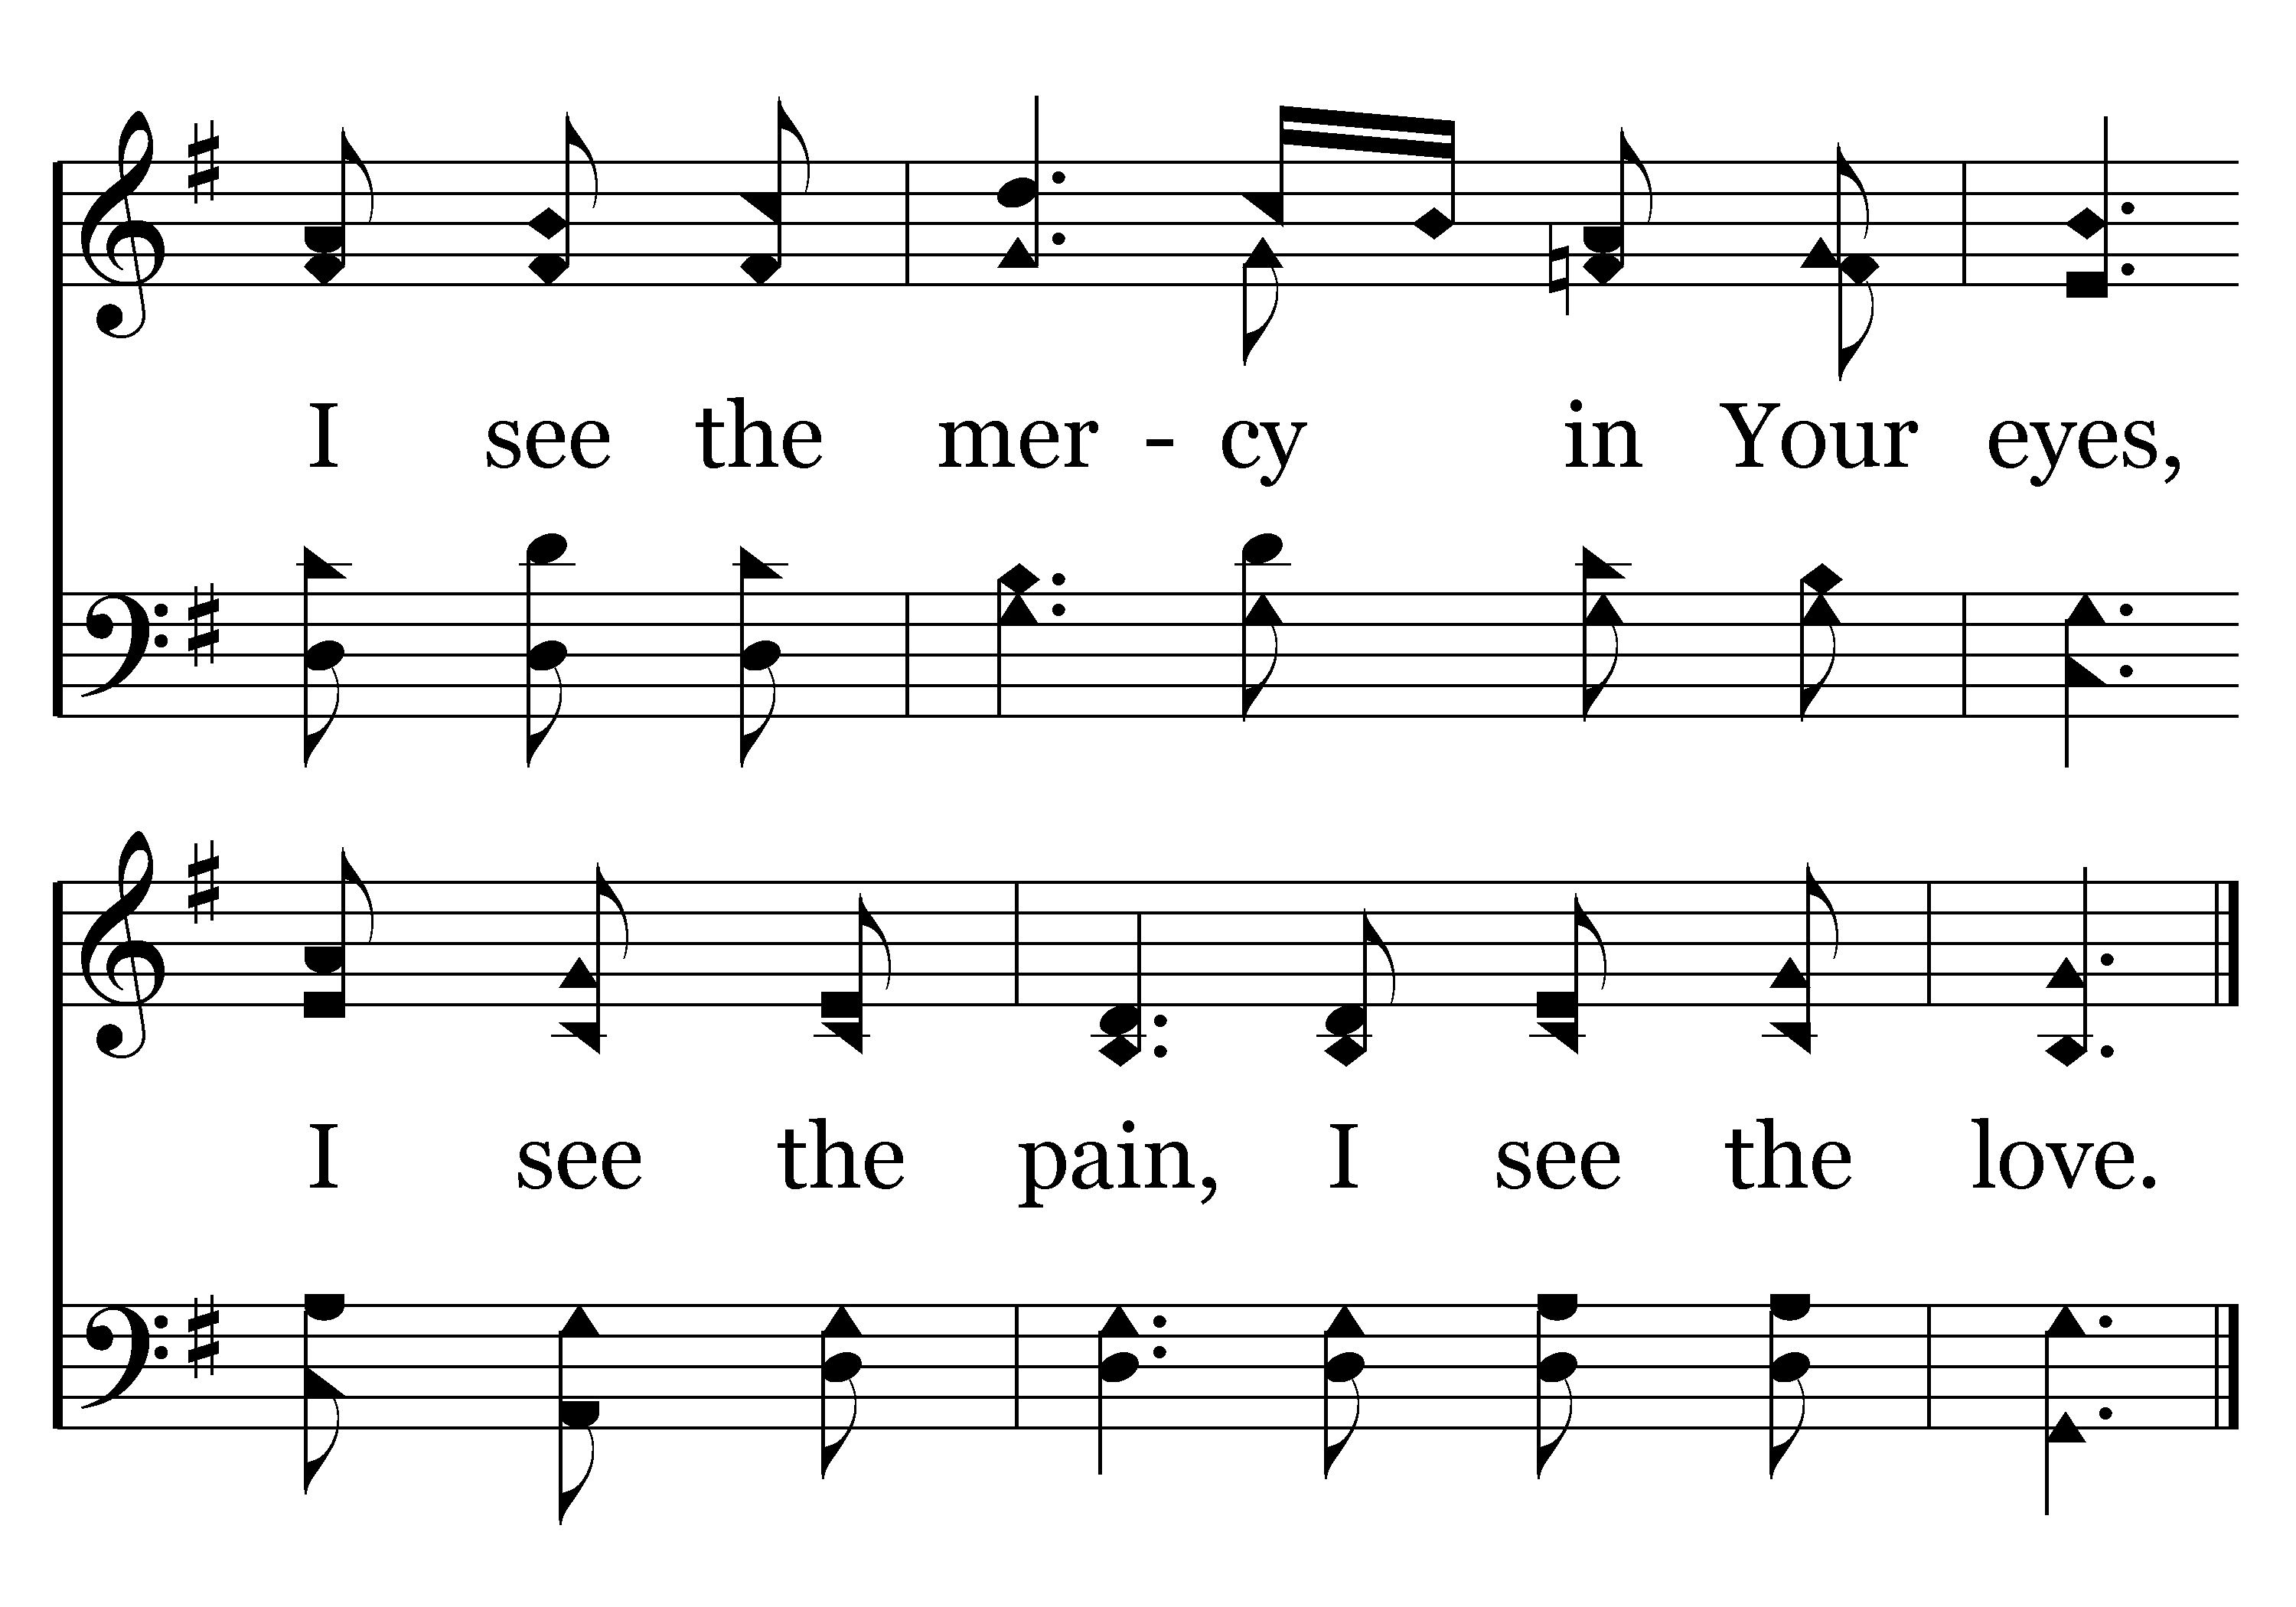 I see the mer - cy in Your eyes,
I see the pain, I see the love.